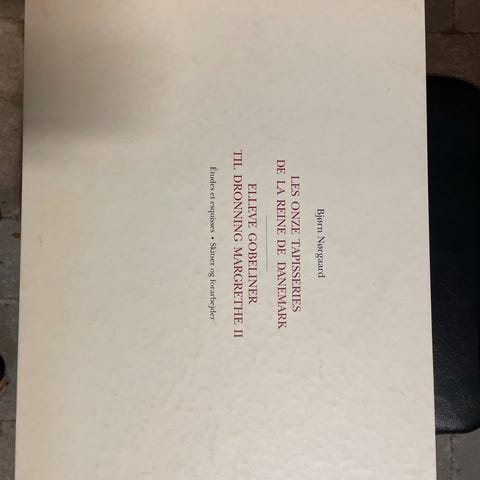 Bjørn Nørgaard
LES ONZE TAPISSERIES
DE LA REINE DE DANEMARK
ELLEVE GOBELINER
TIL DRONNING MARGRETHE II
Études et esquisses • Skitser og forarbejder